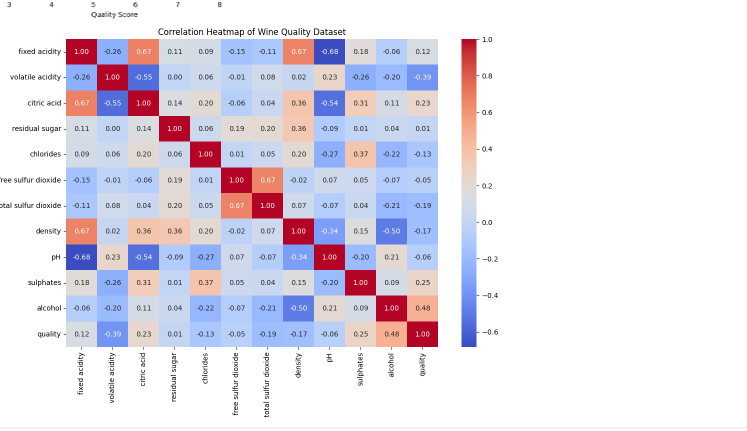 3 4 5 6 7 8
Quality Score
Correlation Heatmap of Wine Quality Dataset
fixed acidity 1.00 -0.26 0.67 0.11 0.09 -0.15 -0.11 0.67 -0.68 0.18 -0.06 0.12
volatile acidity -0.26 1.00 -0.55 0.00 0.06 -0.01 0.08 0.02 0.23 -0.26 -0.20 -0.39
citric acid 0.67 -0.55 1.00 0.14 0.20 -0.06 0.04 0.36 -0.54 0.31 0.11 0.23
residual sugar 0.11 0.00 0.14 1.00 0.06 0.19 0.20 0.36 -0.09 0.01 0.04 0.01
chlorides 0.09 0.06 0.20 0.06 1.00 0.01 0.05 0.20 -0.27 0.37 -0.22 -0.13
ree sulfur dioxide -0.15 -0.01 -0.06 0.19 0.01 1.00 0.67 -0.02 0.07 0.05 -0.07 -0.05
otal sulfur dioxide -0.11 0.08 0.04 0.20 0.05 0.67 1.00 0.07 -0.07 0.04 -0.21 -0.19
density 0.67 0.02 0.36 0.36 0.20 -0.02 0.07 1.00 -0.34 0.15 -0.50 -0.17
pH -0.68 0.23 -0.54 -0.09 -0.27 0.07 -0.07 -0.34 1.00 -0.20 0.21 -0.06
sulphates 0.18 -0.26 0.31 0.01 0.37 0.05 0.04 0.15 -0.20 1.00 0.09 0.25
alcohol -0.06 -0.20 0.11 0.04 -0.22 -0.07 -0.21 -0.50 0.21 0.09 1.00 0.48
quality 0.12 -0.39 0.23 0.01 -0.13 -0.05 -0.19 -0.17 -0.06 0.25 0.48 1.00
fixed acidity
volatile acidity
citric acid
residual sugar
chlorides
free sulfur dioxide
total sulfur dioxide
density
pH
sulphates
alcohol
quality
1.0
0.8
0.6
0.4
0.2
0.0
−0.2
−0.4
−0.6